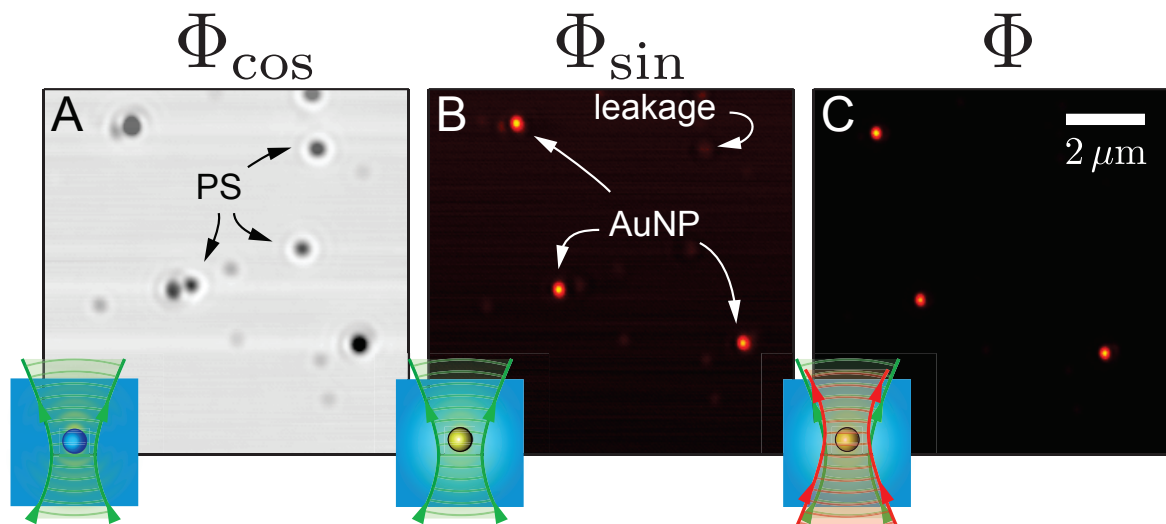 Φcos
Φsin
Φ
A
PS
B
leakage
AuNP
C
2 μm